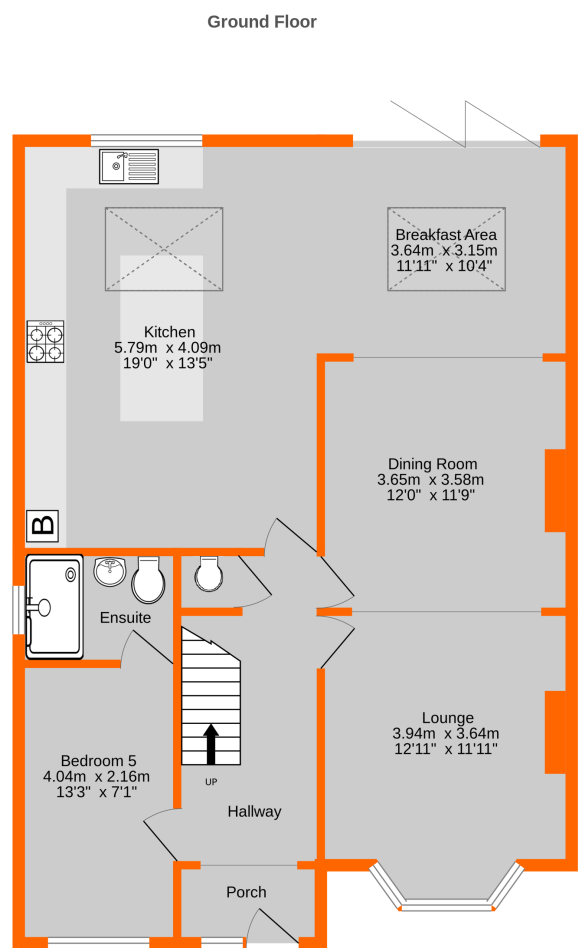 Ground Floor
Breakfast Area
3.64m x 3.15m
11'11" x 10'4"
Kitchen
5.79m x 4.09m
19'0" x 13'5"
Dining Room
3.65m x 3.58m
12'0" x 11'9"
B
Ensuite
Lounge
3.94m x 3.64m
12'11" x 11'11"
Bedroom 5
4.04m x 2.16m
13'3" x 7'1"
UP
Hallway
Porch